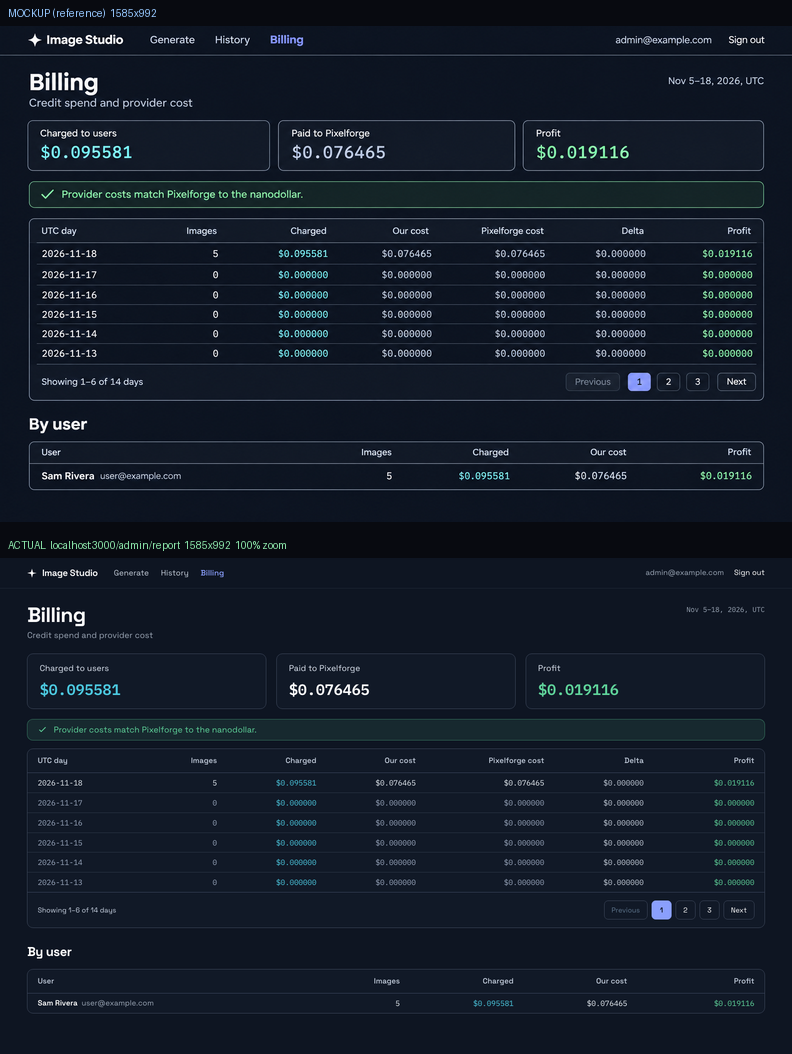 MOCKUP (reference) 1585x992
Image Studio Generate History Billing admin@example.com Sign out
Billing Nov 5–18, 2026, UTC
Credit spend and provider cost
Charged to users Paid to Pixelforge Profit
$0.095581 $0.076465 $0.019116
Provider costs match Pixelforge to the nanodollar.
UTC day Images Charged Our cost Pixelforge cost Delta Profit
2026-11-18 5 $0.095581 $0.076465 $0.076465 $0.000000 $0.019116
2026-11-17 0 $0.000000 $0.000000 $0.000000 $0.000000 $0.000000
2026-11-16 0 $0.000000 $0.000000 $0.000000 $0.000000 $0.000000
2026-11-15 0 $0.000000 $0.000000 $0.000000 $0.000000 $0.000000
2026-11-14 0 $0.000000 $0.000000 $0.000000 $0.000000 $0.000000
2026-11-13 0 $0.000000 $0.000000 $0.000000 $0.000000 $0.000000
Showing 1–6 of 14 days Previous 1 2 3 Next
By user
User Images Charged Our cost Profit
Sam Rivera user@example.com 5 $0.095581 $0.076465 $0.019116
ACTUAL localhost:3000/admin/report 1585x992 100% zoom
Image Studio Generate History Billing admin@example.com Sign out
Billing Nov 5–18, 2026, UTC
Credit spend and provider cost
Charged to users Paid to Pixelforge Profit
$0.095581 $0.076465 $0.019116
Provider costs match Pixelforge to the nanodollar.
UTC day Images Charged Our cost Pixelforge cost Delta Profit
2026-11-18 5 $0.095581 $0.076465 $0.076465 $0.000000 $0.019116
2026-11-17 0 $0.000000 $0.000000 $0.000000 $0.000000 $0.000000
2026-11-16 0 $0.000000 $0.000000 $0.000000 $0.000000 $0.000000
2026-11-15 0 $0.000000 $0.000000 $0.000000 $0.000000 $0.000000
2026-11-14 0 $0.000000 $0.000000 $0.000000 $0.000000 $0.000000
2026-11-13 0 $0.000000 $0.000000 $0.000000 $0.000000 $0.000000
Showing 1–6 of 14 days Previous 1 2 3 Next
By user
User Images Charged Our cost Profit
Sam Rivera user@example.com 5 $0.095581 $0.076465 $0.019116